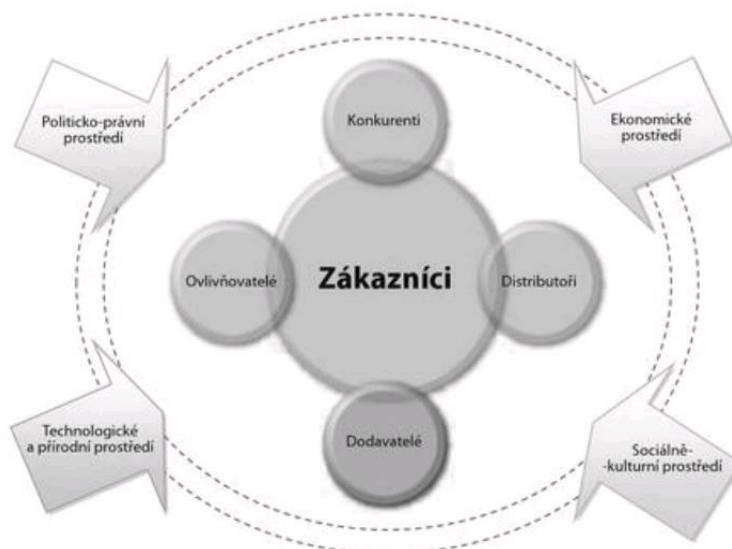 Konkurenti
Politicko-právní
prostředí
Ekonomické
prostředí
Ovlivňovatelé
Zákazníci
Distributoři
Technologické
a přírodní prostředí
Dodavatelé
Sociálně-
-kulturní prostředí